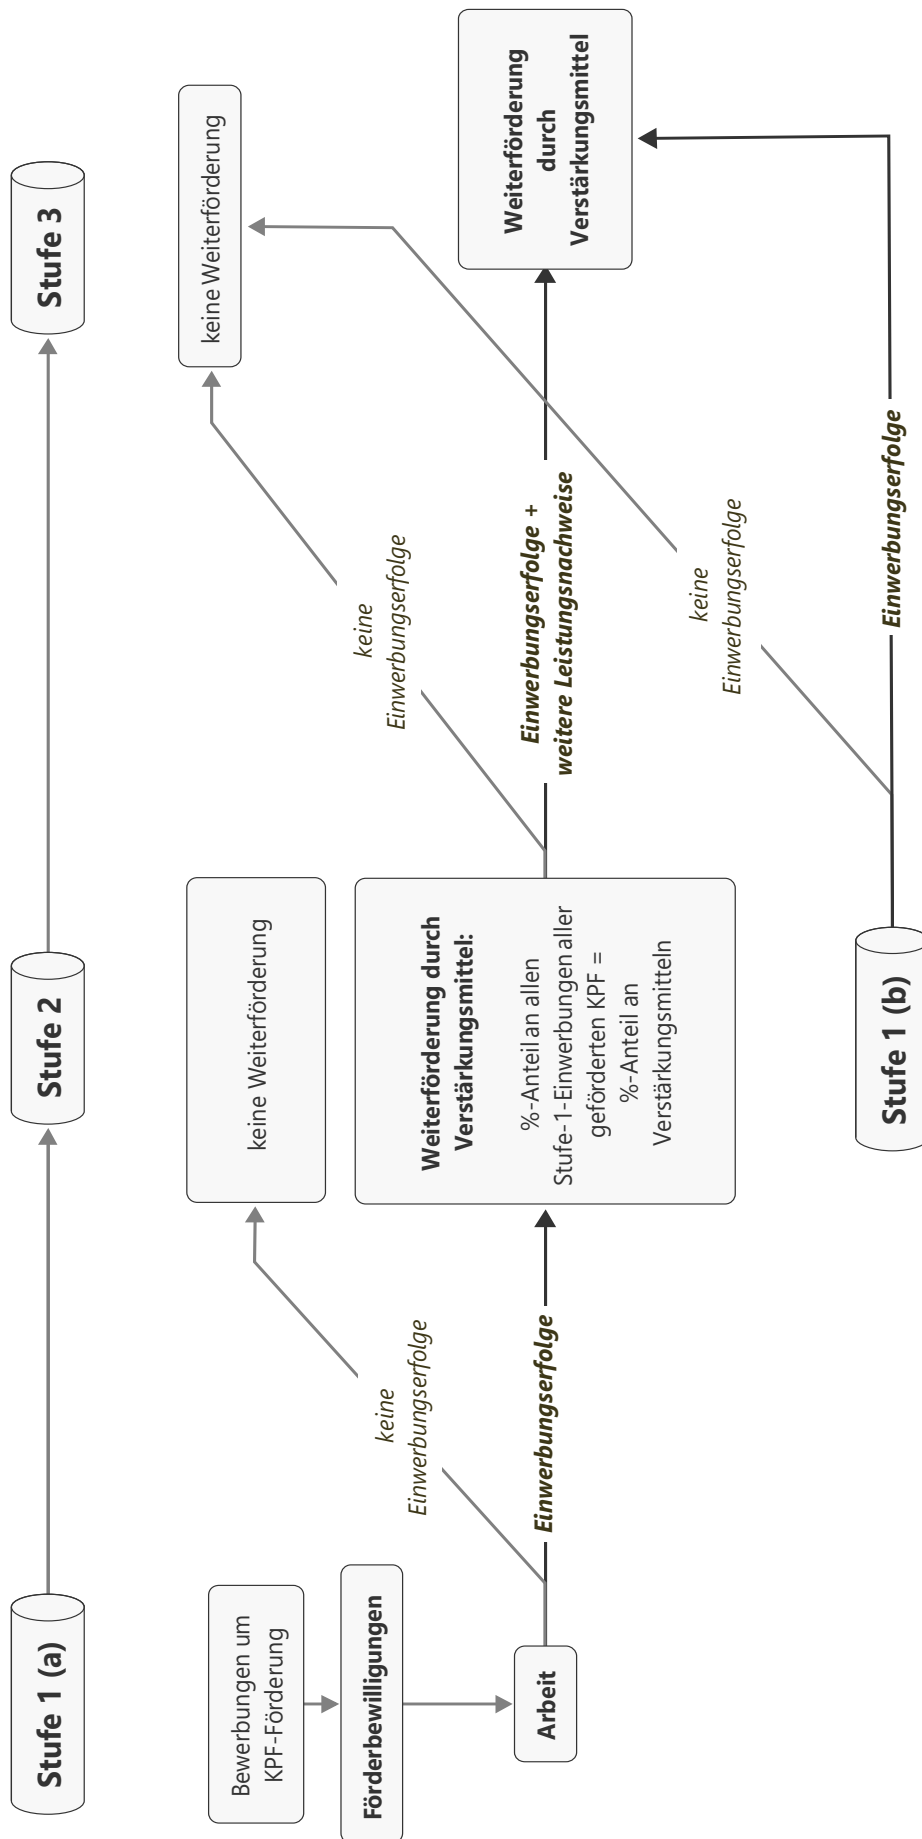 Stufe 1 (a)
Stufe 2
Stufe 3
Bewerbungen um
KPF-Förderung
Förderbewilligungen
Arbeit
keine
Einwerbungserfolge
Einwerbungserfolge
keine Weiterförderung
Weiterförderung durch
Verstärkungsmittel:
%-Anteil an allen
Stufe-1-Einwerbungen aller
geförderten KPF =
%-Anteil an
Verstärkungsmitteln
keine
Einwerbungserfolge
Einwerbungserfolge +
weitere Leistungsnachweise
keine Weiterförderung
Weiterförderung
durch
Verstärkungsmittel
Stufe 1 (b)
keine
Einwerbungserfolge
Einwerbungserfolge